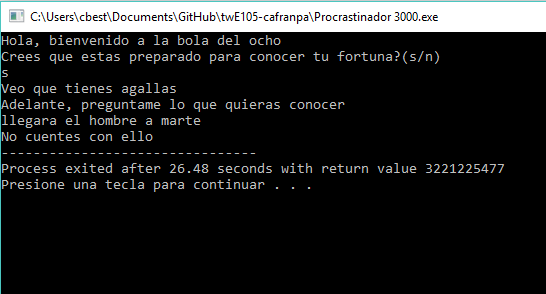 C:\Users\cbest\Documents\GitHub\twE105-cafranpa\Procrastinador 3000.exe
Hola, bienvenido a la bola del ocho
Crees que estas preparado para conocer tu fortuna?(s/n)
s
Veo que tienes agallas
Adelante, preguntame lo que quieras conocer
llegara el hombre a marte
No cuentes con ello
--------------------------------
Process exited after 26.48 seconds with return value 3221225477
Presione una tecla para continuar . . .